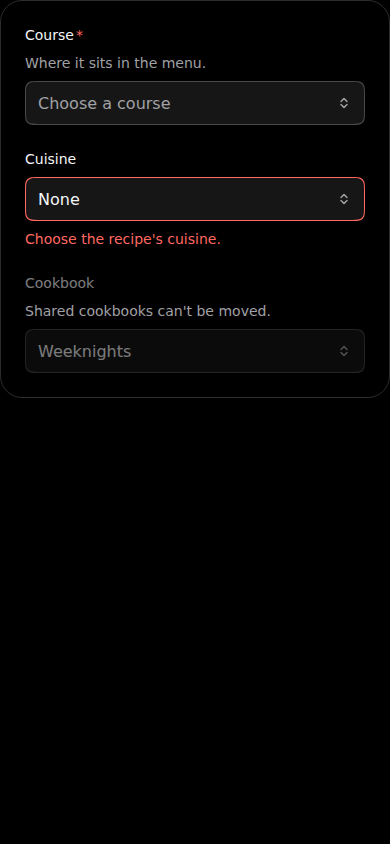 Course*
Where it sits in the menu.
Choose a course
Cuisine
None
Choose the recipe's cuisine.
Cookbook
Shared cookbooks can't be moved.
Weeknights